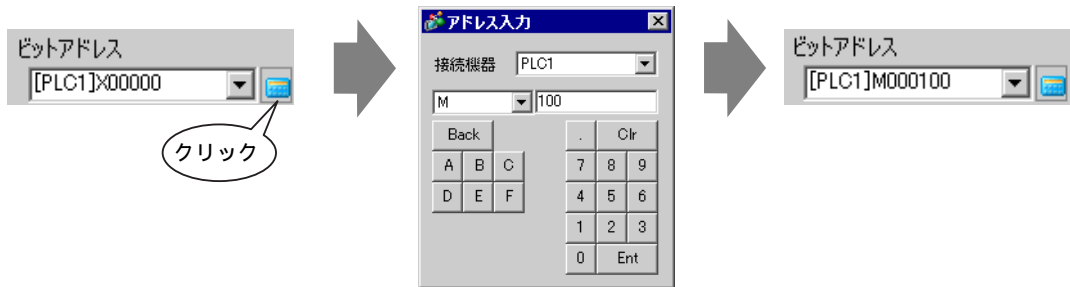 ビットアドレス
[PLC1]X00000
クリック
アドレス入力
接続機器 PLC1
M 100
Back . Clr
A B C 7 8 9
D E F 4 5 6
1 2 3
0 Ent
ビットアドレス
[PLC1]M000100